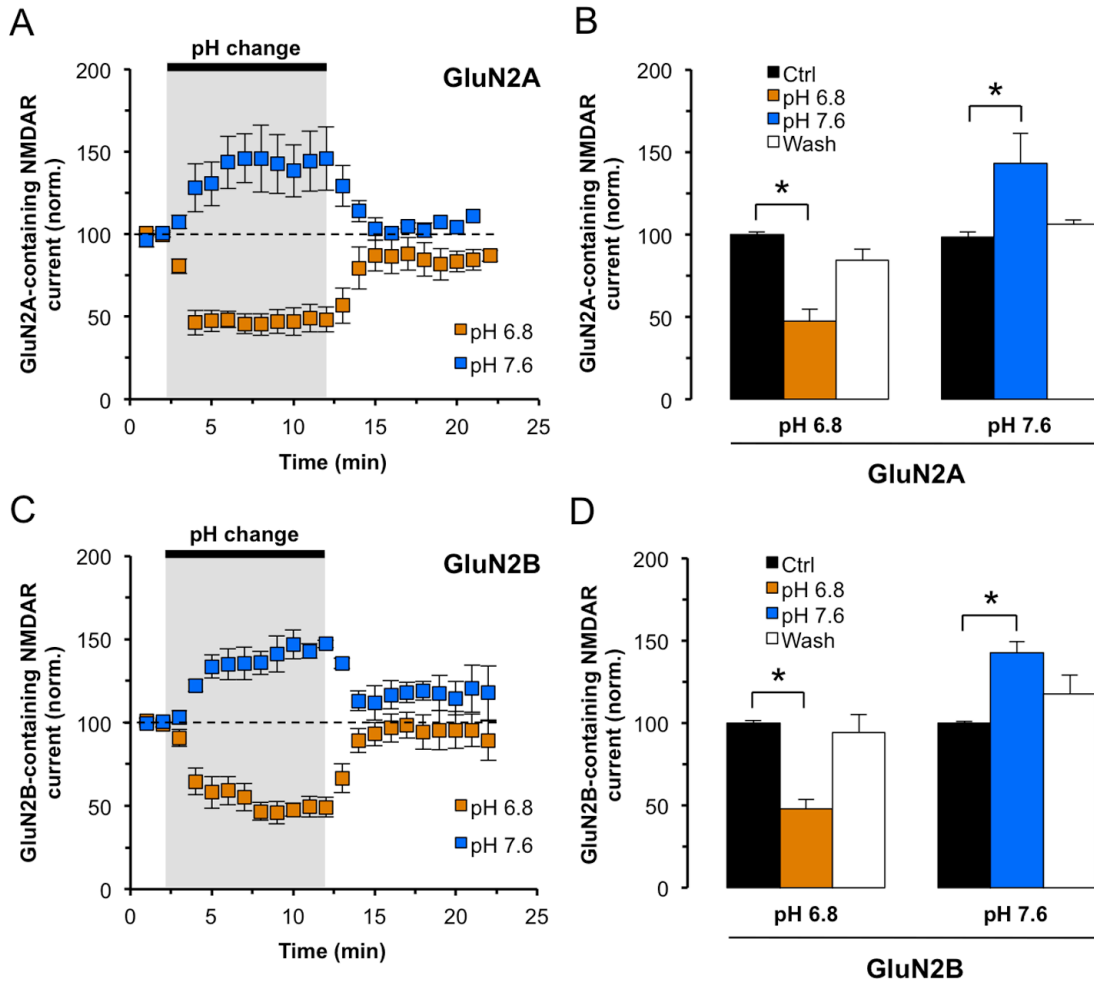 A
pH change
GluN2A
GluN2A-containing NMDAR
current (norm.)
200
150
100
50
0
pH 6.8
pH 7.6
0 5 10 15 20 25
Time (min)
B
GluN2A-containing NMDAR
current (norm.)
200
150
100
50
0
Ctrl
pH 6.8
pH 7.6
Wash
*
*
pH 6.8 pH 7.6
GluN2A
C
pH change
GluN2B
GluN2B-containing NMDAR
current (norm.)
200
150
100
50
0
pH 6.8
pH 7.6
0 5 10 15 20 25
Time (min)
D
GluN2B-containing NMDAR
current (norm.)
200
150
100
50
0
Ctrl
pH 6.8
pH 7.6
Wash
*
*
pH 6.8 pH 7.6
GluN2B